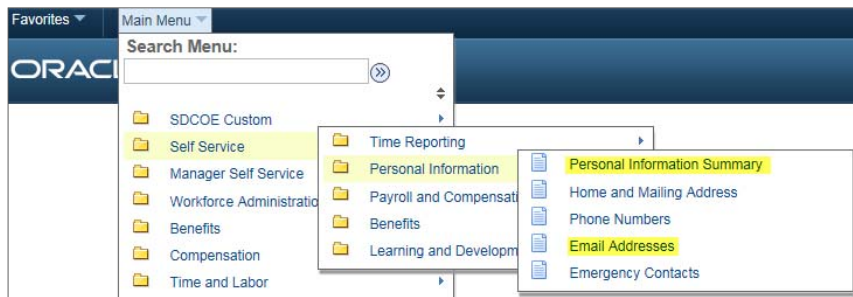 Favorites Main Menu
Search Menu:
ORACL
SDCOE Custom
Self Service
Manager Self Service
Workforce Administratio
Benefits
Compensation
Time and Labor
Time Reporting
Personal Information
Payroll and Compensati
Benefits
Learning and Developm
Personal Information Summary
Home and Mailing Address
Phone Numbers
Email Addresses
Emergency Contacts